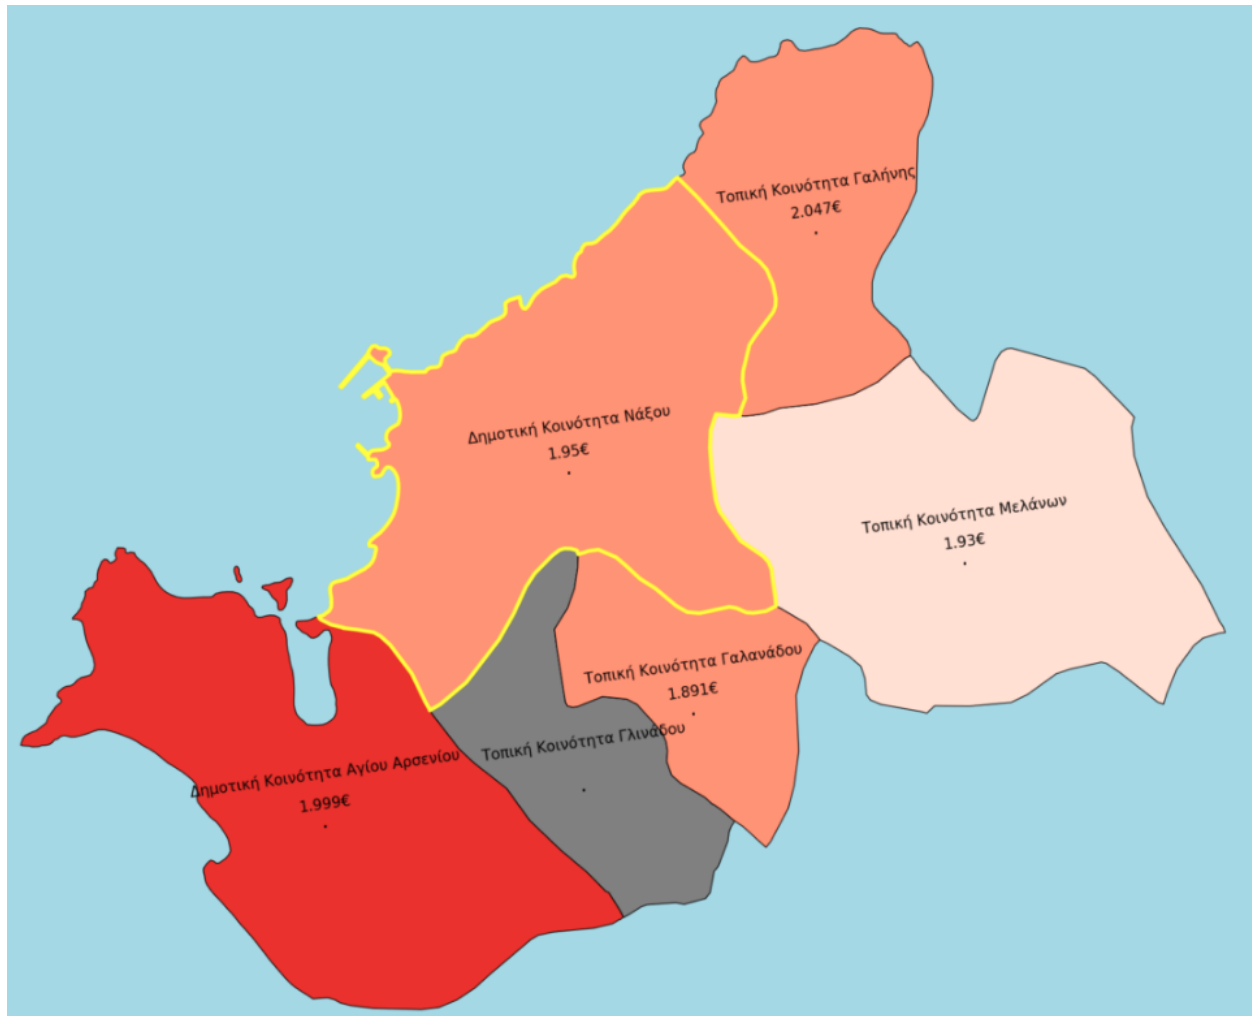 Τοπική Κοινότητα Γαλήνης
2.047€
Δημοτική Κοινότητα Νάξου
1.95€
Τοπική Κοινότητα Μελάνων
1.93€
Τοπική Κοινότητα Γαλανάδου
1.891€
Τοπική Κοινότητα Γλινάδου
Δημοτική Κοινότητα Αγίου Αρσενίου
1.999€